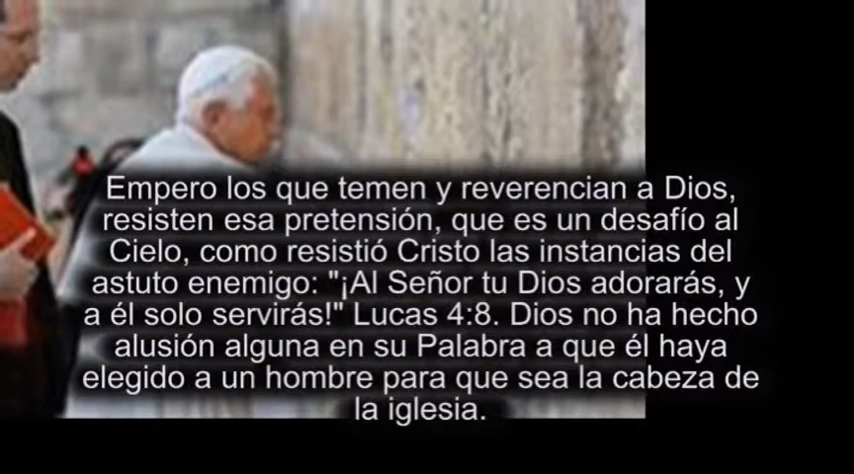 Empero los que temen y reverencian a Dios,
resisten esa pretensión, que es un desafío al
Cielo, como resistió Cristo las instancias del
astuto enemigo: "¡Al Señor tu Dios adorarás, y
a él solo servirás!" Lucas 4:8. Dios no ha hecho
alusión alguna en su Palabra a que él haya
elegido a un hombre para que sea la cabeza de
la iglesia.